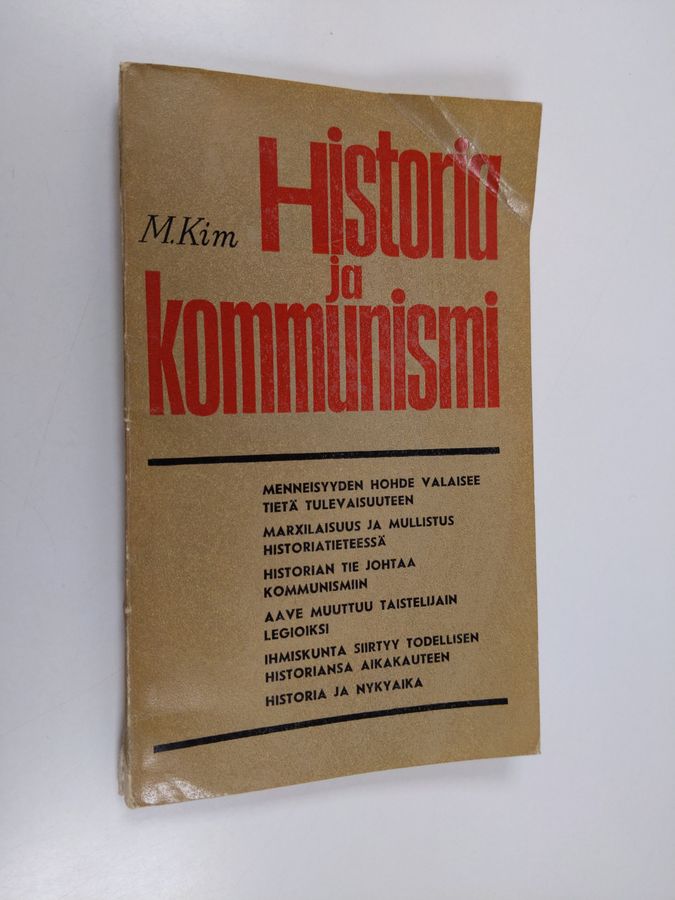 Historia
M.Kim
ja
kommunismi
MENNEISYYDEN HOHDE VALAISEE
TIETÄ TULEVAISUUTEEN
MARXILAISUUS JA MULLISTUS
HISTORIATIETEESSÄ
HISTORIAN TIE JOHTAA
KOMMUNISMIIN
AAVE MUUTTUU TAISTELIJAIN
LEGIOIKSI
IHMISKUNTA SIIRTYY TODELLISEN
HISTORIANSA AIKAKAUTEEN
HISTORIA JA NYKYAIKA